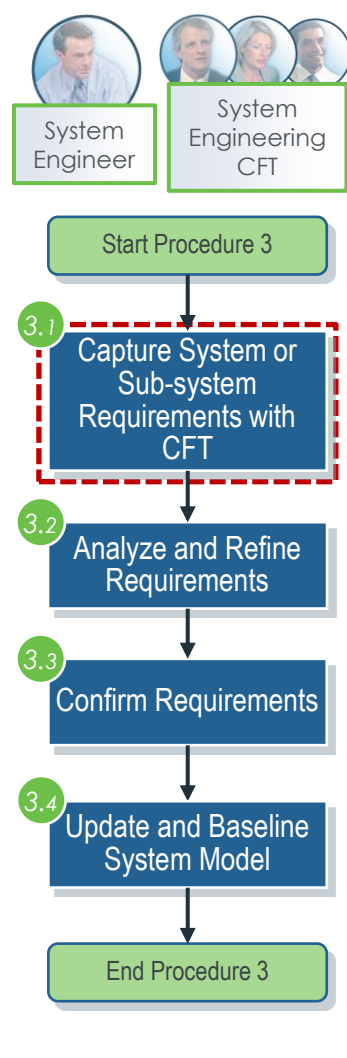 System
Engineer
System
Engineering
CFT
Start Procedure 3
3.1
Capture System or
Sub-system
Requirements with
CFT
3.2
Analyze and Refine
Requirements
3.3
Confirm Requirements
3.4
Update and Baseline
System Model
End Procedure 3